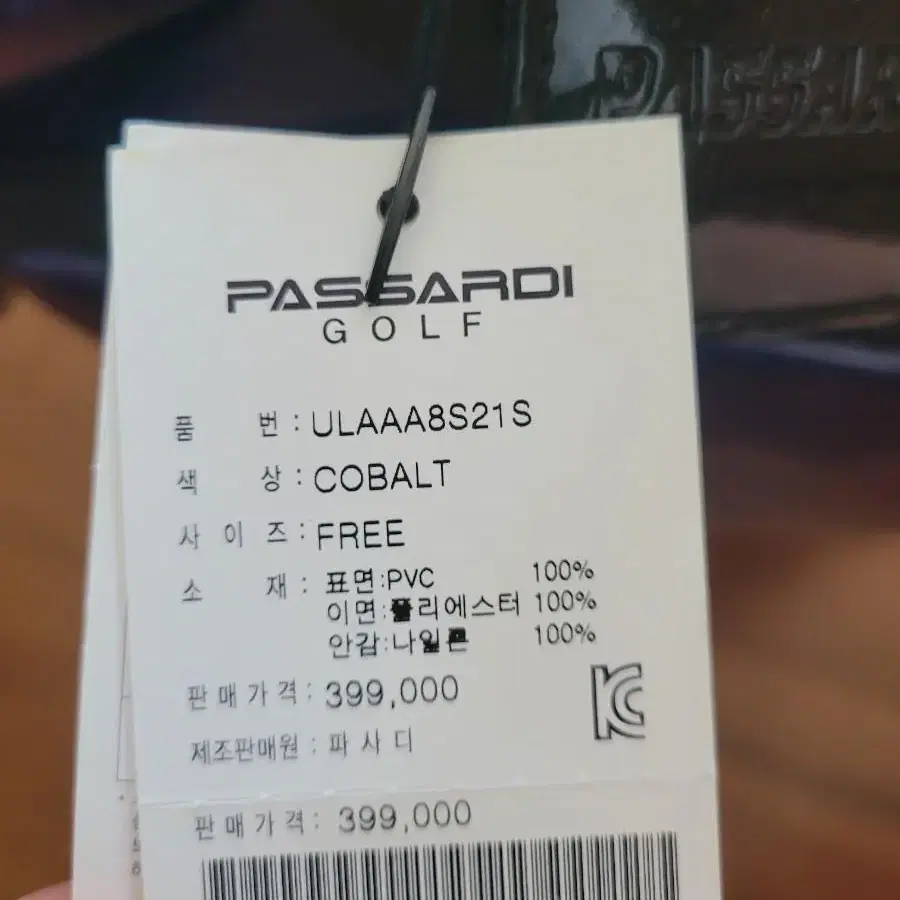 PASSA
PASSARDI
GOLF
품 번 : ULAAA8S21S
색 상 : COBALT
사 이 즈 : FREE
소 재 : 표면:PVC 100%
이면:폴리에스터 100%
안감:나일론 100%
판매가격 : 399,000
제조판매원 : 파 사 디
판매가격 : 399,000